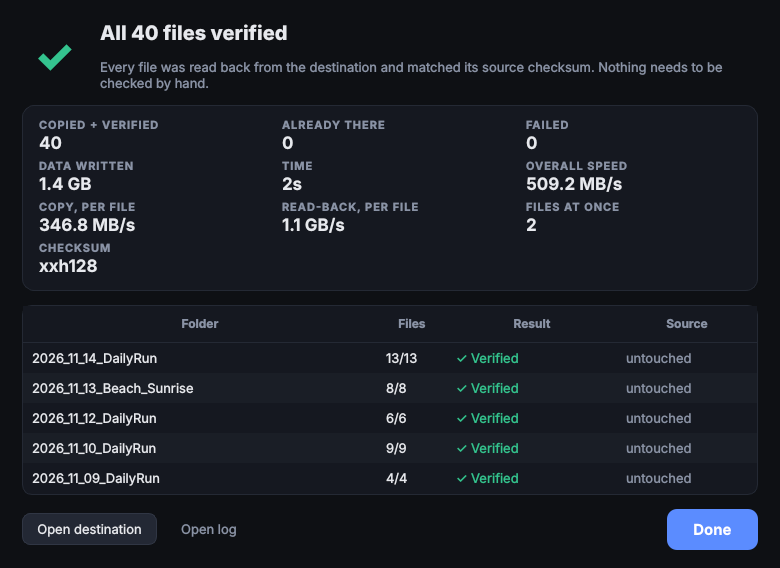 All 40 files verified
Every file was read back from the destination and matched its source checksum. Nothing needs to be
checked by hand.
COPIED + VERIFIED ALREADY THERE FAILED
40 0 0
DATA WRITTEN TIME OVERALL SPEED
1.4 GB 2s 509.2 MB/s
COPY, PER FILE READ-BACK, PER FILE FILES AT ONCE
346.8 MB/s 1.1 GB/s 2
CHECKSUM
xxh128
Folder Files Result Source
2026_11_14_DailyRun 13/13 ✓ Verified untouched
2026_11_13_Beach_Sunrise 8/8 ✓ Verified untouched
2026_11_12_DailyRun 6/6 ✓ Verified untouched
2026_11_10_DailyRun 9/9 ✓ Verified untouched
2026_11_09_DailyRun 4/4 ✓ Verified untouched
Open destination Open log Done